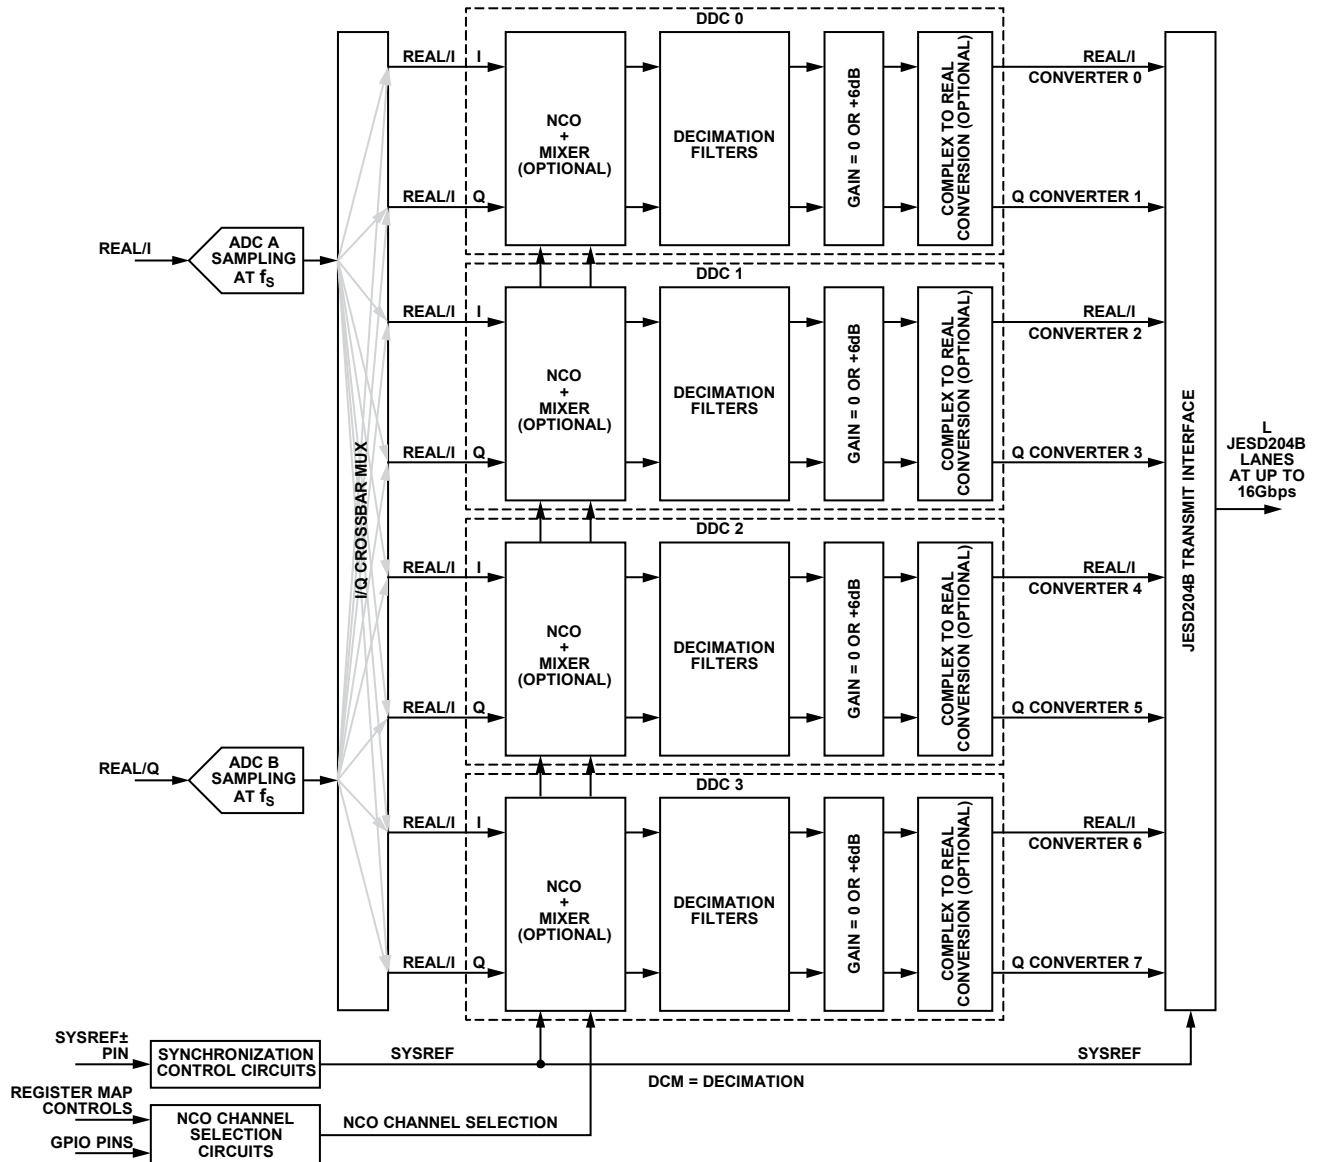 DDC 0
REAL/I
I
REAL/I
Q
NCO
+
MIXER
(OPTIONAL)
DECIMATION
FILTERS
GAIN = 0 OR +6dB
COMPLEX TO REAL
CONVERSION (OPTIONAL)
REAL/I
CONVERTER 0
Q CONVERTER 1
REAL/I
ADC A
SAMPLING
AT fS
DDC 1
REAL/I
I
REAL/I
Q
NCO
+
MIXER
(OPTIONAL)
DECIMATION
FILTERS
GAIN = 0 OR +6dB
COMPLEX TO REAL
CONVERSION (OPTIONAL)
REAL/I
CONVERTER 2
Q CONVERTER 3
I/Q CROSSBAR MUX
JESD204B TRANSMIT INTERFACE
L
JESD204B
LANES
AT UP TO
16Gbps
DDC 2
REAL/I
I
REAL/I
Q
NCO
+
MIXER
(OPTIONAL)
DECIMATION
FILTERS
GAIN = 0 OR +6dB
COMPLEX TO REAL
CONVERSION (OPTIONAL)
REAL/I
CONVERTER 4
Q CONVERTER 5
REAL/Q
ADC B
SAMPLING
AT fS
DDC 3
REAL/I
I
REAL/I
Q
NCO
+
MIXER
(OPTIONAL)
DECIMATION
FILTERS
GAIN = 0 OR +6dB
COMPLEX TO REAL
CONVERSION (OPTIONAL)
REAL/I
CONVERTER 6
Q CONVERTER 7
SYSREF±
PIN
SYNCHRONIZATION
CONTROL CIRCUITS
SYSREF
SYSREF
DCM = DECIMATION
REGISTER MAP
CONTROLS
GPIO PINS
NCO CHANNEL
SELECTION
CIRCUITS
NCO CHANNEL SELECTION